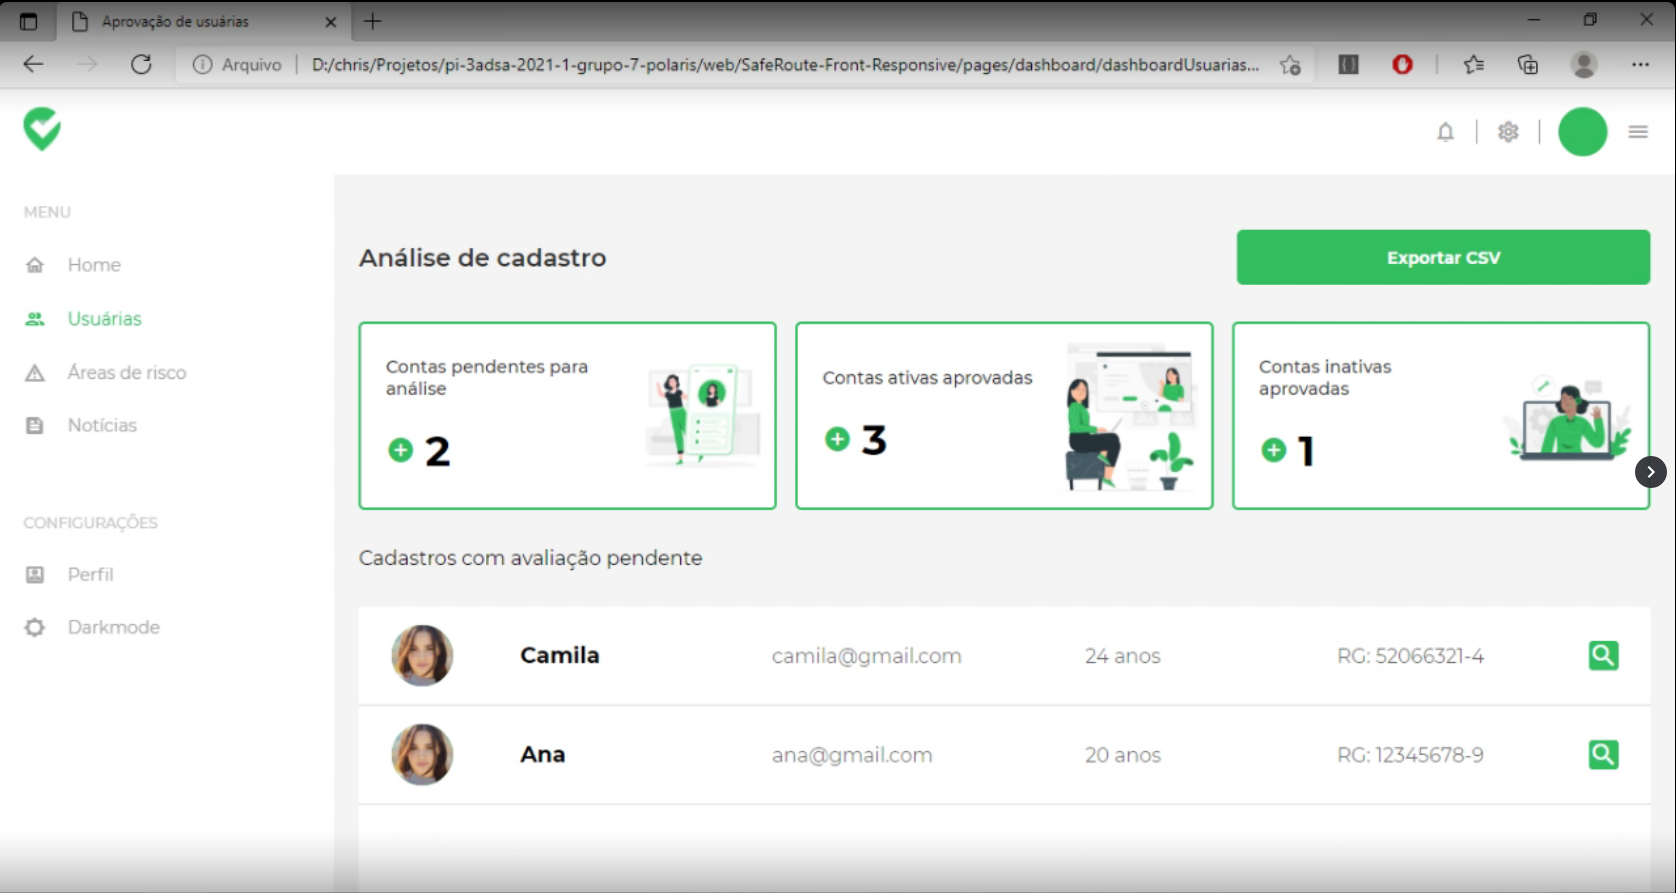 Aprovação de usuárias
Arquivo
D:/chris/Projetos/pi-3adsa-2021-1-grupo-7-polaris/web/SafeRoute-Front-Responsive/pages/dashboard/dashboardUsuarias...
MENU
Home
Usuárias
Áreas de risco
Notícias
CONFIGURAÇÕES
Perfil
Darkmode
Análise de cadastro
Exportar CSV
Contas pendentes para
análise
2
Contas ativas aprovadas
3
Contas inativas
aprovadas
1
Cadastros com avaliação pendente
Camila camila@gmail.com 24 anos RG: 52066321-4
Ana ana@gmail.com 20 anos RG: 12345678-9